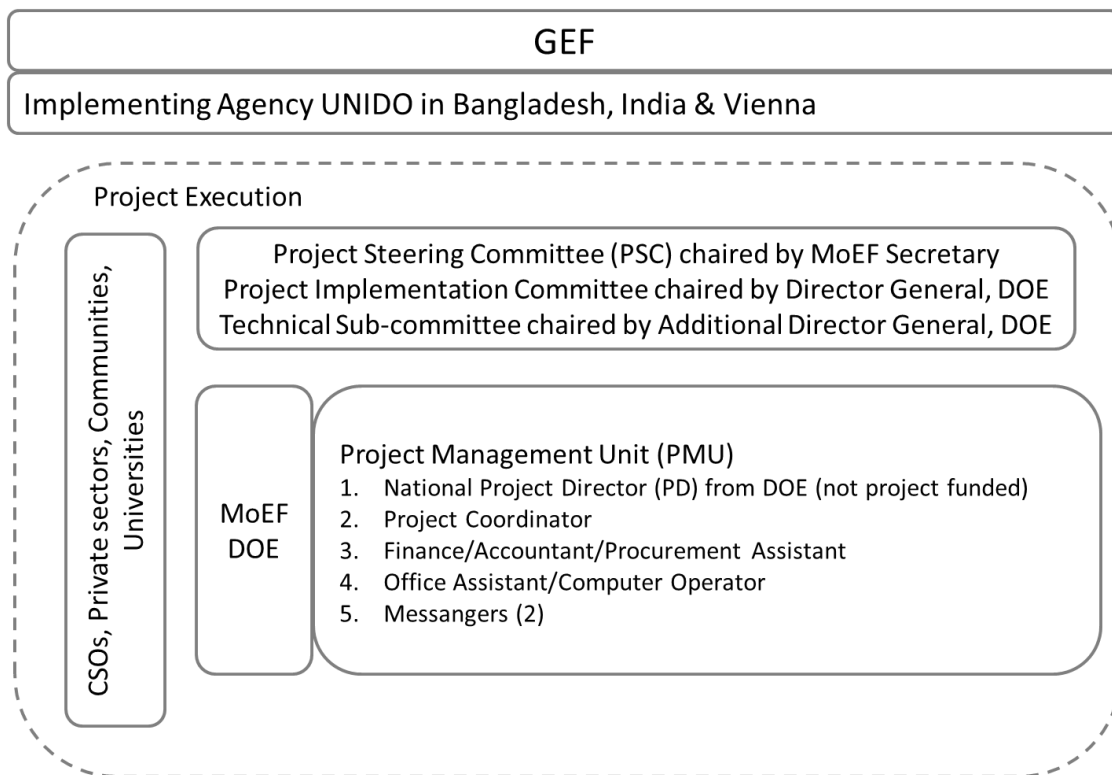 GEF
Implementing Agency UNIDO in Bangladesh, India & Vienna
Project Execution
CSOs, Private sectors, Communities,
Universities
Project Steering Committee (PSC) chaired by MoEF Secretary
Project Implementation Committee chaired by Director General, DOE
Technical Sub-committee chaired by Additional Director General, DOE
MoEF
DOE
Project Management Unit (PMU)
1. National Project Director (PD) from DOE (not project funded)
2. Project Coordinator
3. Finance/Accountant/Procurement Assistant
4. Office Assistant/Computer Operator
5. Messangers (2)